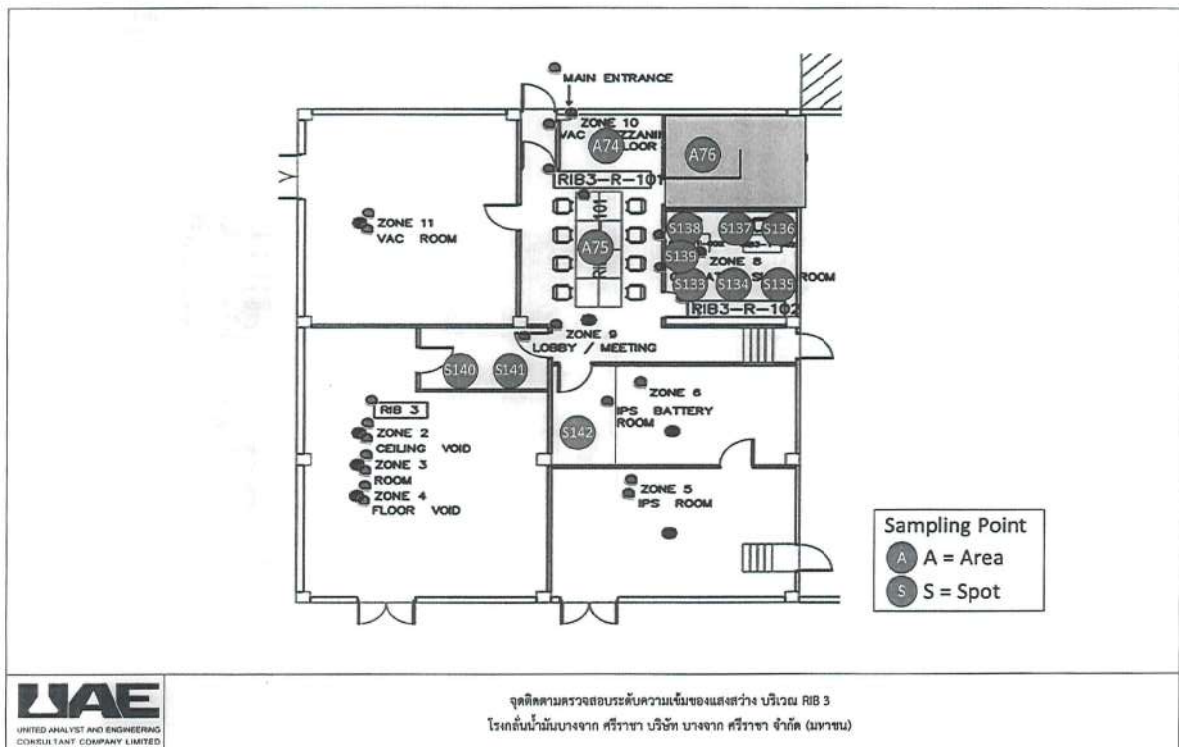 MAIN ENTRANCE
ZONE 10
A74
A76
RIB3-R-101
ZONE 11
VAC ROOM
A75
S138
S137
S136
S139
ZONE 8
ROOM
S133
S134
S135
RIB3-R-102
ZONE 9
LOBBY / MEETING
S140
S141
ZONE 6
IPS BATTERY
ROOM
S142
RIB 3
ZONE 2
CEILING VOID
ZONE 3
ROOM
ZONE 4
FLOOR VOID
ZONE 5
IPS ROOM
Sampling Point
A A = Area
S S = Spot
UAE
UNITED ANALYST AND ENGINEERING
CONSULTANT COMPANY LIMITED
จุดติดตามตรวจสอบระดับความเข้มของแสงสว่าง บริเวณ RIB 3
โรงกลั่นน้ำมันบางจาก ศรีราชา บริษัท บางจาก ศรีราชา จำกัด (มหาชน)